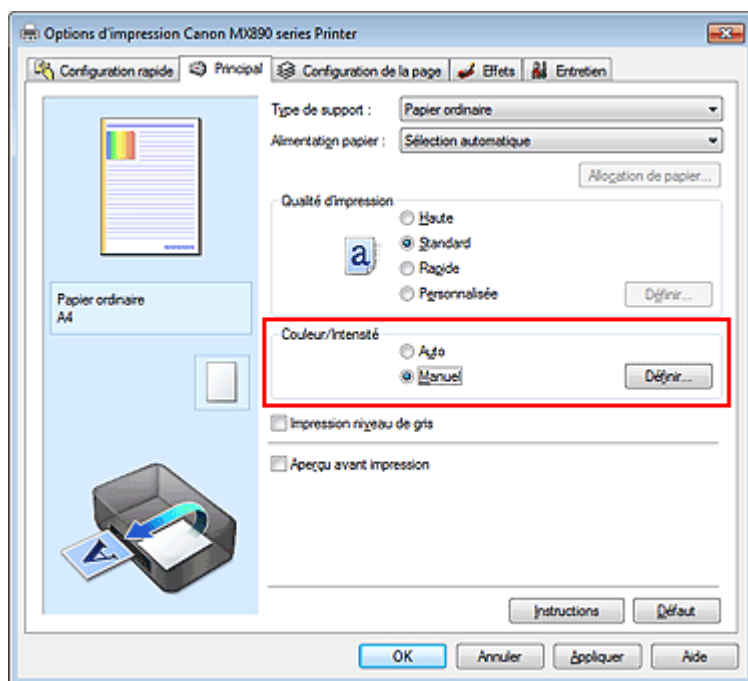 Options d'impression Canon MX890 series Printer
Configuration rapide Principal Configuration de la page Effets Entretien
Type de support : Papier ordinaire
Alimentation papier : Sélection automatique
Allocation de papier...
Qualité d'impression
Haute
a Standard
Rapide
Personnalisée Définir...
Papier ordinaire
A4
Couleur/Intensité
Auto
Manuel Définir...
Impression niveau de gris
Aperçu avant impression
A
Instructions Défaut
OK Annuler Appliquer Aide